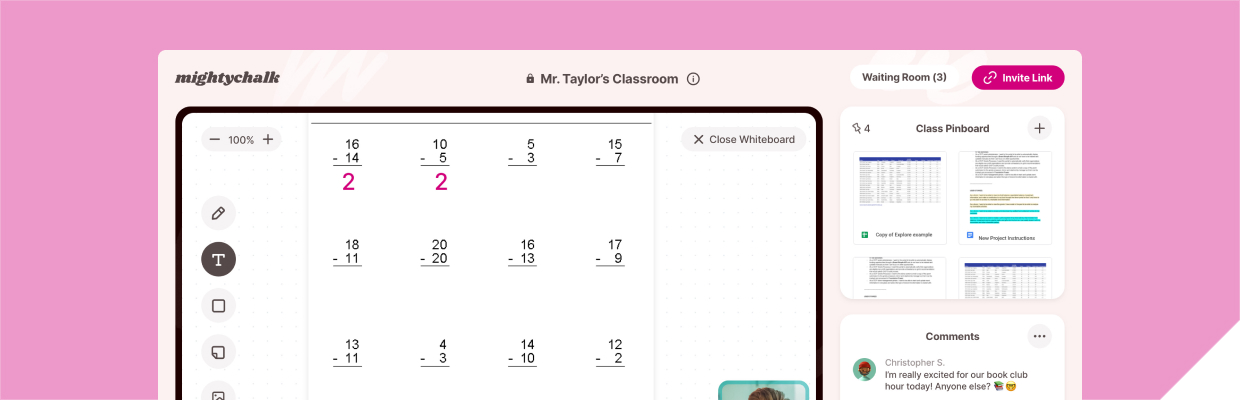 mightychalk
Mr. Taylor's Classroom
Waiting Room (3)
Invite Link
100%
Close Whiteboard
16 10 5 15
- 14 - 5 - 3 - 7
2 2
18 20 16 17
- 11 - 20 - 13 - 9
13 4 14 12
- 11 - 3 - 10 - 2
4
Class Pinboard
Copy of Explore example
New Project Instructions
Comments
Christopher S.
I'm really excited for our book club
hour today! Anyone else? 📚 🤓